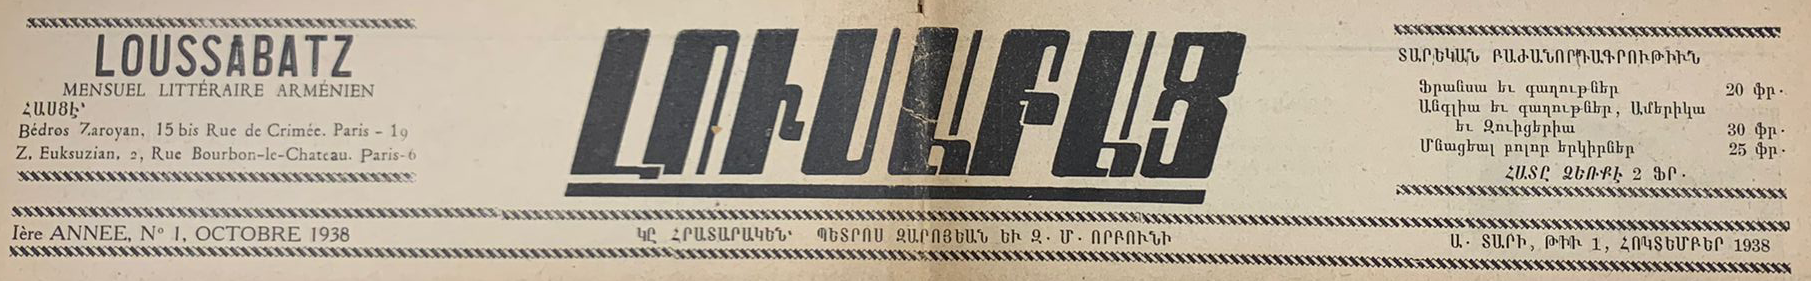 LOUSSABATZ
MENSUEL LITTÉRAIRE ARMÉNIEN
ՀԱՍՑԷ՝
Bédros Zaroyan, 15 bis Rue de Crimée. Paris - 19
Z. Euksuzian, 2, Rue Bourbon-le-Chateau. Paris-6
ԼՈՒՍԱԲԱՑ
ՏԱՐԵԿԱՆ ԲԱԺԱՆՈՐԴԱԳՐՈՒԹԻՒՆ
Ֆրանսա եւ գաղութներ 20 ֆր.
Անգլիա եւ գաղութներ, Ամերիկա
եւ Զուիցերիա 30 ֆր.
Մնացեալ բոլոր երկիրներ 25 ֆր.
ՀԱՏԸ ՁԵՌՔԷ 2 ՖՐ.
Ière ANNEE, N° 1, OCTOBRE 1938
ԿԸ ՀՐԱՏԱՐԱԿԵՆ՝ ՊԵՏՐՈՍ ԶԱՐՈՅԵԱՆ ԵՒ Զ. Մ. ՈՐԲՈՒՆԻ
Ա. ՏԱՐԻ, ԹԻՒ 1, ՀՈԿՏԵՄԲԵՐ 1938